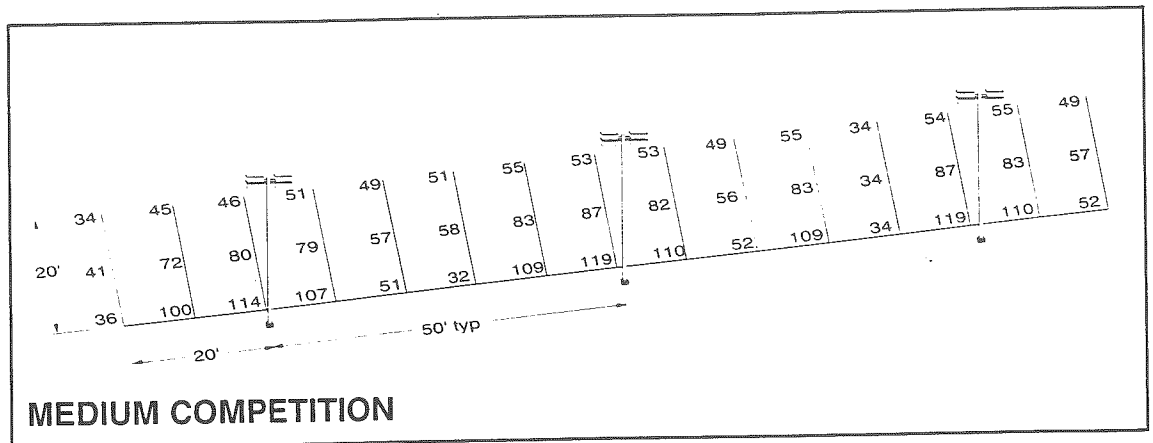 34 45 46 51 49 51 55 53 53 49 55 34 54 55 49
20' 41 72 80 79 57 58 83 87 82 56 83 34 87 83 57
36 100 114 107 51 32 109 119 110 52 109 34 119 110 52
20' 50' typ
MEDIUM COMPETITION